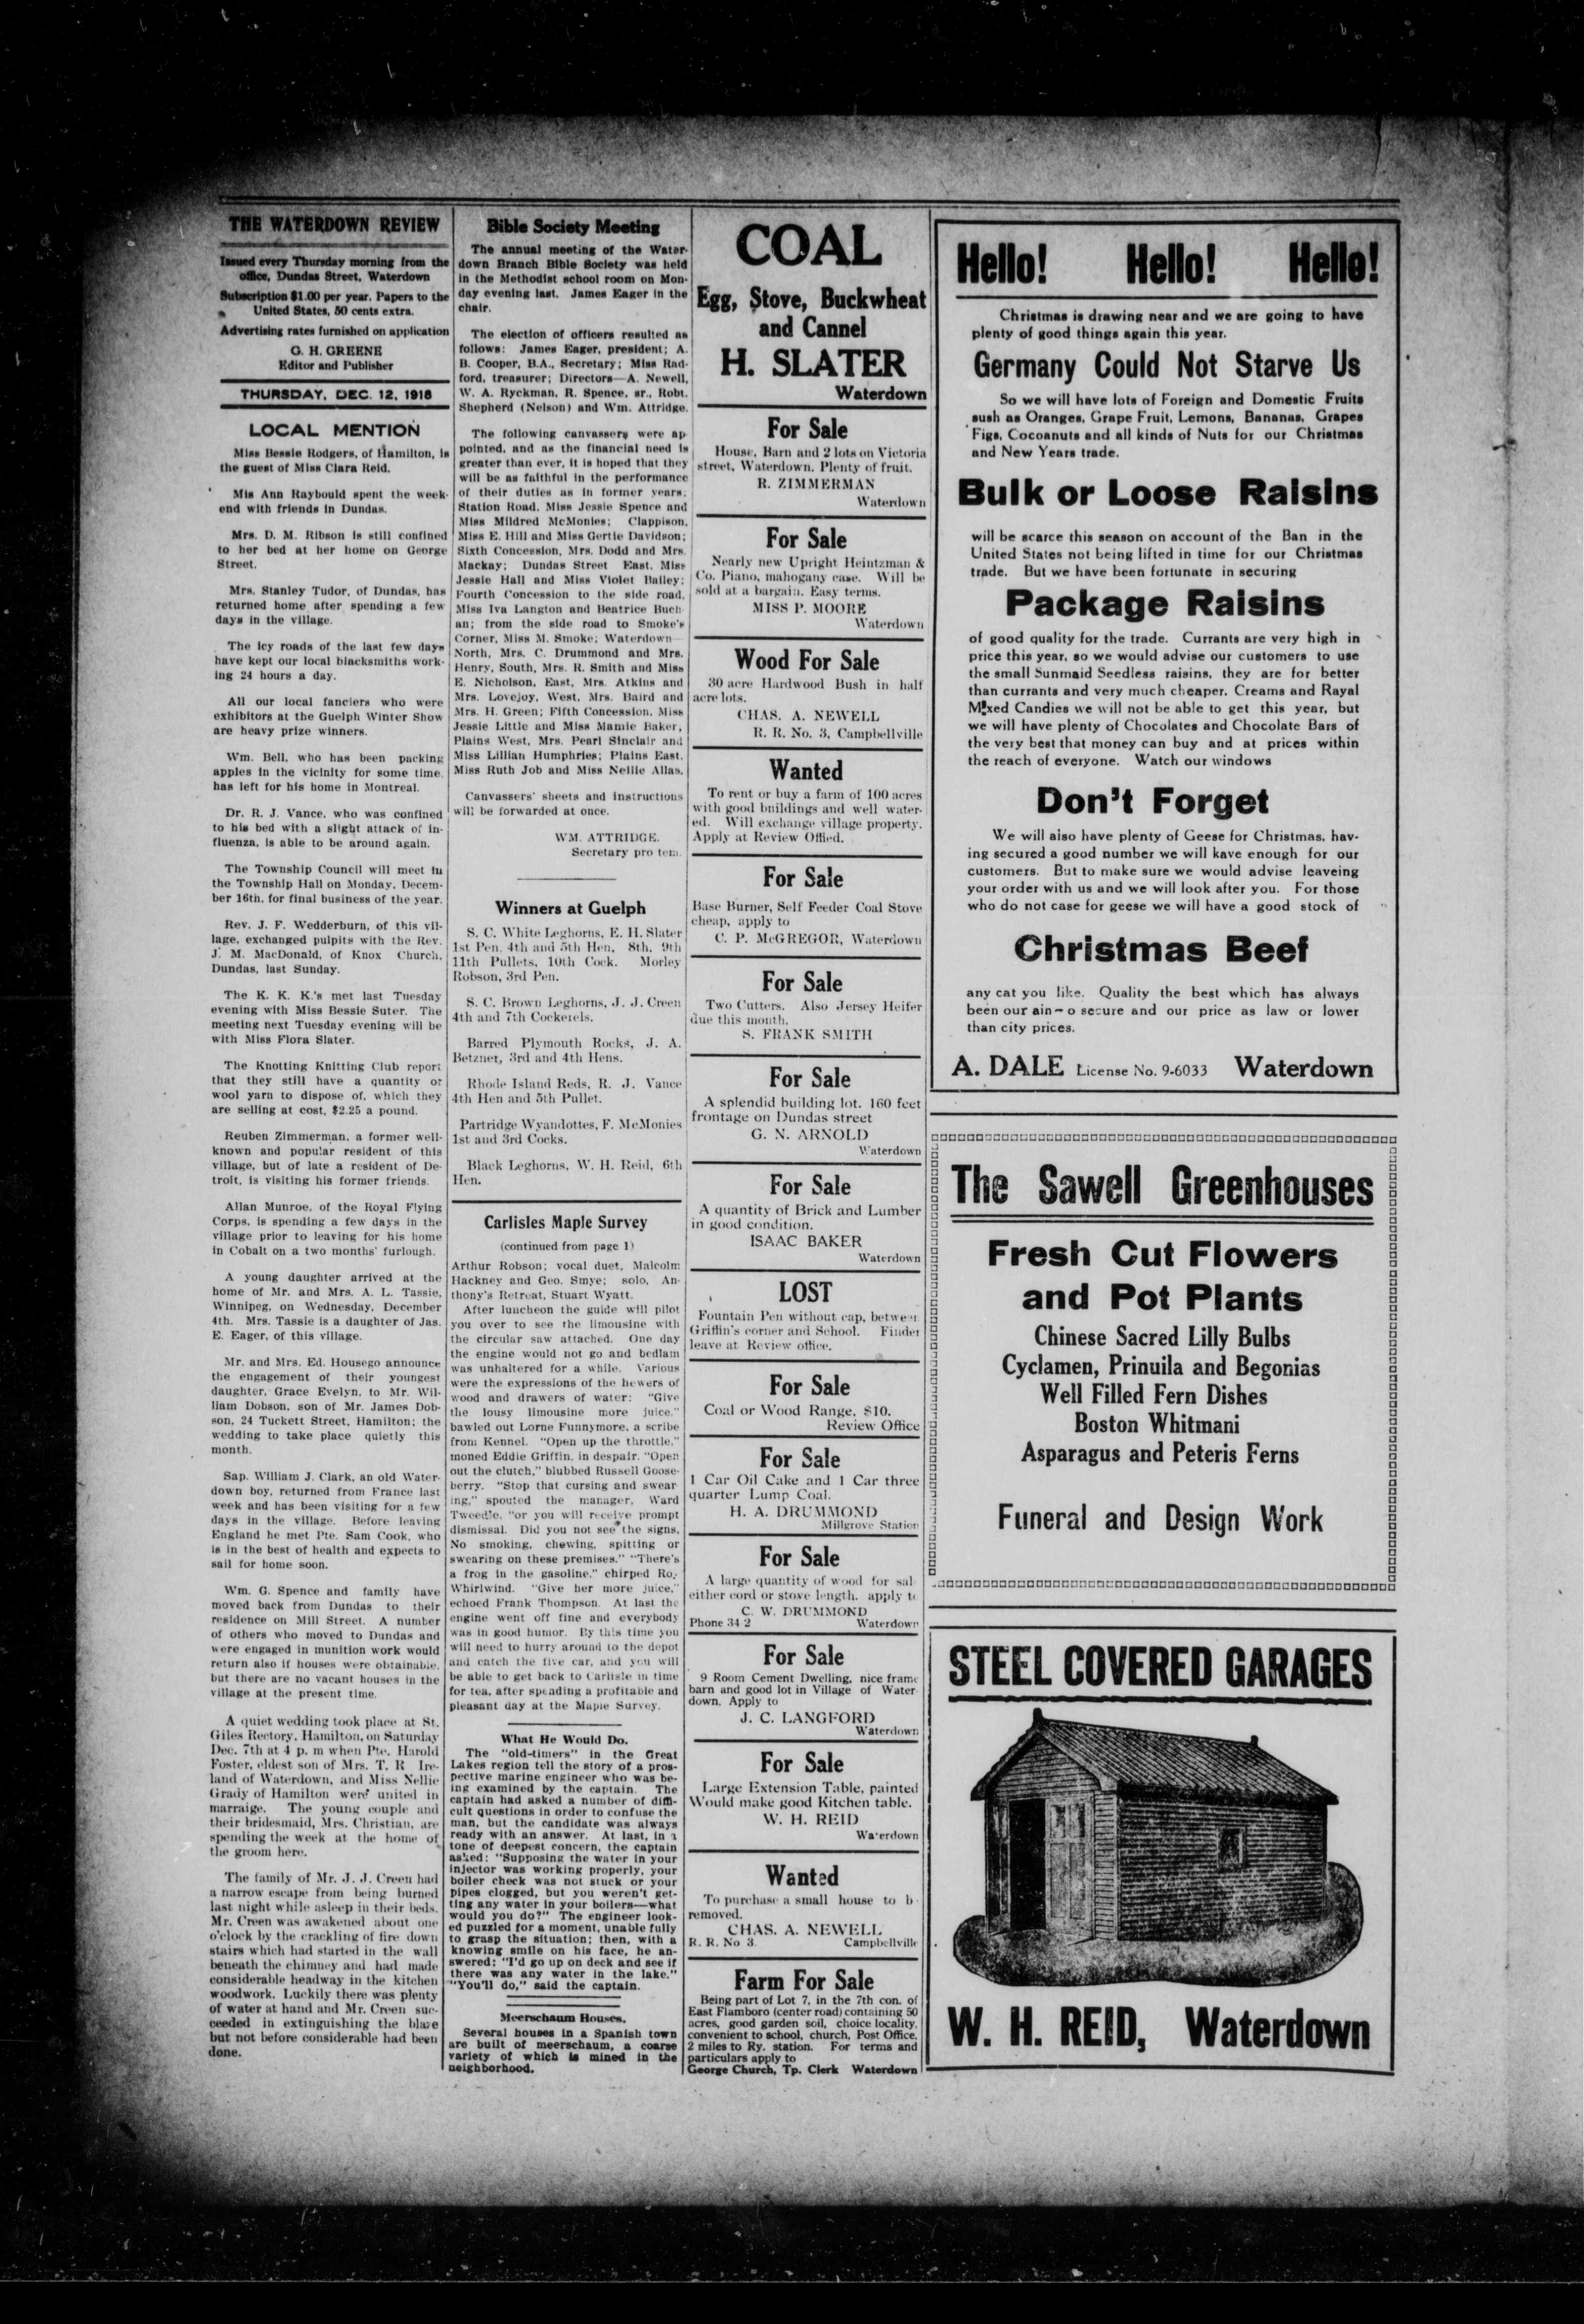 THE WATERDOWN REVIEW
Issued every Thursday morning from the
office, Dundas Street, Waterdown
Subscription $1.00 per year. Papers to the
United States, 50 cents extra.
Advertising rates furnished on application
G. H. GREENE
Editor and Publisher
THURSDAY, DEC. 12, 1918
LOCAL MENTION
Miss Bessie Rodgers, of Hamilton, is
the guest of Miss Clara Reid.
Mis Ann Raybould spent the week-
end with friends in Dundas.
Mrs. D. M. Ribson is still confined
to her bed at her home on George
Street.
Mrs. Stanley Tudor, of Dundas, has
returned home after spending a few
days in the village.
The icy roads of the last few days
have kept our local blacksmiths work-
ing 24 hours a day.
All our local fanciers who were
exhibitors at the Guelph Winter Show
are heavy prize winners.
Wm. Bell, who has been packing
apples in the vicinity for some time,
has left for his home in Montreal.
Dr. R. J. Vance, who was confined
to his bed with a slight attack of in-
fluenza, is able to be around again.
The Township Council will meet in
the Township Hall on Monday, Decem-
ber 16th, for final business of the year.
Rev. J. F. Wedderburn, of this vil-
lage, exchanged pulpits with the Rev.
J. M. MacDonald, of Knox Church,
Dundas, last Sunday.
The K. K. K.'s met last Tuesday
evening with Miss Bessie Suter. The
meeting next Tuesday evening will be
with Miss Flora Slater.
The Knotting Knitting Club report
that they still have a quantity or
wool yarn to dispose of, which they
are selling at cost, $2.25 a pound.
Reuben Zimmerman, a former well-
known and popular resident of this
village, but of late a resident of De-
troit, is visiting his former friends.
Allan Munroe, of the Royal Flying
Corps, is spending a few days in the
village prior to leaving for his home
in Cobalt on a two months' furlough.
A young daughter arrived at the
home of Mr. and Mrs. A. L. Tassie,
Winnipeg, on Wednesday, December
4th. Mrs. Tassie is a daughter of Jas.
E. Eager, of this village.
Mr. and Mrs. Ed. Housego announce
the engagement of their youngest
daughter, Grace Evelyn, to Mr. Wil-
liam Dobson, son of Mr. James Dob-
son, 24 Tuckett Street, Hamilton; the
wedding to take place quietly this
month.
Sap. William J. Clark, an old Water-
down boy, returned from France last
week and has been visiting for a few
days in the village. Before leaving
England he met Pte. Sam Cook, who
is in the best of health and expects to
sail for home soon.
Wm. G. Spence and family have
moved back from Dundas to their
residence on Mill Street. A number
of others who moved to Dundas and
were engaged in munition work would
return also if houses were obtainable,
but there are no vacant houses in the
village at the present time.
A quiet wedding took place at St.
Giles Rectory, Hamilton, on Saturday
Dec. 7th at 4 p. m when Pte. Harold
Foster, eldest son of Mrs. T. R Ire-
land of Waterdown, and Miss Nellie
Grady of Hamilton were united in
marraige. The young couple and
their bridesmaid, Mrs. Christian, are
spending the week at the home of
the groom here.
The family of Mr. J. J. Creen had
a narrow escape from being burned
last night while asleep in their beds.
Mr. Creen was awakened about one
o'clock by the crackling of fire down
stairs which had started in the wall
beneath the chimney and had made
considerable headway in the kitchen
woodwork. Luckily there was plenty
of water at hand and Mr. Creen suc-
ceeded in extinguishing the blaze
but not before considerable had been
done.
Bible Society Meeting
The annual meeting of the Water-
down Branch Bible Society was held
in the Methodist school room on Mon-
day evening last. James Eager in the
chair.
The election of officers resulted as
follows: James Eager, president; A.
B. Cooper, B.A., Secretary; Miss Rad-
ford, treasurer; Directors—A. Newell,
W. A. Ryckman, R. Spence, sr., Robt.
Shepherd (Nelson) and Wm. Attridge.
The following canvassers were ap
pointed, and as the financial need is
greater than ever, it is hoped that they
will be as faithful in the performance
of their duties as in former years.
Station Road, Miss Jessie Spence and
Miss Mildred McMonies; Clappison,
Miss E. Hill and Miss Gertie Davidson;
Sixth Concession, Mrs. Dodd and Mrs.
Mackay; Dundas Street East, Miss
Jessie Hall and Miss Violet Bailey;
Fourth Concession to the side road,
Miss Iva Langton and Beatrice Buch
an; from the side road to Smoke's
Corner, Miss M. Smoke; Waterdown
North, Mrs. C. Drummond and Mrs.
Henry, South, Mrs. R. Smith and Miss
E. Nicholson, East, Mrs. Atkins and
Mrs. Lovejoy, West, Mrs. Baird and
Mrs. H. Green; Fifth Concession, Miss
Jessie Little and Miss Mamie Baker,
Plains West, Mrs. Pearl Sinclair and
Miss Lillian Humphries; Plains East,
Miss Ruth Job and Miss Nellie Allas.
Canvassers' sheets and instructions
will be forwarded at once.
WM. ATTRIDGE.
Secretary pro tem.
Winners at Guelph
S. C. White Leghorns, E. H. Slater
1st Pen, 4th and 5th Hen, 8th, 9th
11th Pullets, 10th Cock. Morley
Robson, 3rd Pen.
S. C. Brown Leghorns, J. J. Creen
4th and 7th Cockerels.
Barred Plymouth Rocks, J. A.
Betzner, 3rd and 4th Hens.
Rhode Island Reds, R. J. Vance
4th Hen and 5th Pullet.
Partridge Wyandottes, F. McMonies
1st and 3rd Cocks.
Black Leghorns, W. H. Reid, 6th
Hen.
Carlisles Maple Survey
(continued from page 1)
Arthur Robson; vocal duet, Malcolm
Hackney and Geo. Smye; solo, An-
thony's Retreat, Stuart Wyatt.
After luncheon the guide will pilot
you over to see the limousine with
the circular saw attached. One day
the engine would not go and bedlam
was unhaltered for a while. Various
were the expressions of the hewers of
wood and drawers of water: "Give
the lousy limousine more juice."
bawled out Lorne Funnymore, a scribe
from Kennel. "Open up the throttle,"
moned Eddie Griffin, in despair. "Open
out the clutch," blubbed Russell Goose-
berry. "Stop that cursing and swear
ing," spouted the manager, Ward
Tweedle, "or you will receive prompt
dismissal. Did you not see the signs,
No smoking, chewing, spitting or
swearing on these premises." "There's
a frog in the gasoline," chirped Roy
Whirlwind. "Give her more juice,"
echoed Frank Thompson. At last the
engine went off fine and everybody
was in good humor. By this time you
will need to hurry around to the depot
and catch the five car, and you will
be able to get back to Carlisle in time
for tea, after spending a profitable and
pleasant day at the Maple Survey.
What He Would Do.
The "old-timers" in the Great
Lakes region tell the story of a pros-
pective marine engineer who was be-
ing examined by the captain. The
captain had asked a number of diffi-
cult questions in order to confuse the
man, but the candidate was always
ready with an answer. At last, in a
tone of deepest concern, the captain
asked: "Supposing the water in your
injector was working properly, your
boiler check was not stuck or your
pipes clogged, but you weren't get-
ting any water in your boilers—what
would you do?" The engineer look-
ed puzzled for a moment, unable fully
to grasp the situation; then, with a
knowing smile on his face, he an-
swered: "I'd go up on deck and see if
there was any water in the lake."
"You'll do," said the captain.
Meerschaum Houses.
Several houses in a Spanish town
are built of meerschaum, a coarse
variety of which is mined in the
neighborhood.
COAL
Egg, Stove, Buckwheat
and Cannel
H. SLATER
Waterdown
For Sale
House, Barn and 2 lots on Victoria
street, Waterdown. Plenty of fruit.
R. ZIMMERMAN
Waterdown
For Sale
Nearly new Upright Heintzman &
Co. Piano, mahogany case. Will be
sold at a bargain. Easy terms.
MISS P. MOORE
Waterdown
Wood For Sale
30 acre Hardwood Bush in half
acre lots.
CHAS. A. NEWELL
R. R. No. 3, Campbellville
Wanted
To rent or buy a farm of 100 acres
with good bnildings and well water-
ed. Will exchange village property.
Apply at Review Offied.
For Sale
Base Burner, Self Feeder Coal Stove
cheap, apply to
C. P. McGREGOR, Waterdown
For Sale
Two Cutters. Also Jersey Heifer
due this month.
S. FRANK SMITH
For Sale
A splendid building lot. 160 feet
frontage on Dundas street
G. N. ARNOLD
Waterdown
For Sale
A quantity of Brick and Lumber
in good condition.
ISAAC BAKER
Waterdown
LOST
Fountain Pen without cap, between
Griffin's corner and School. Finder
leave at Review office.
For Sale
Coal or Wood Range, $10.
Review Office
For Sale
1 Car Oil Cake and 1 Car three
quarter Lump Coal.
H. A. DRUMMOND
Millgrove Station
For Sale
A large quantity of wood for sal
either cord or stove length. apply to
C. W. DRUMMOND
Phone 34 2 Waterdown
For Sale
9 Room Cement Dwelling, nice frame
barn and good lot in Village of Water
down. Apply to
J. C. LANGFORD
Waterdown
For Sale
Large Extension Table, painted
Would make good Kitchen table.
W. H. REID
Waterdown
Wanted
To purchase a small house to b
removed.
CHAS. A. NEWELL
R. R. No 3 Campbellville
Farm For Sale
Being part of Lot 7, in the 7th con. of
East Flamboro (center road) containing 50
acres, good garden soil, choice locality,
convenient to school, church, Post Office,
2 miles to Ry. station. For terms and
particulars apply to
George Church, Tp. Clerk Waterdown
Hello! Hello! Hello!
Christmas is drawing near and we are going to have
plenty of good things again this year.
Germany Could Not Starve Us
So we will have lots of Foreign and Domestic Fruits
sush as Oranges, Grape Fruit, Lemons, Bananas, Grapes
Figs, Cocoanuts and all kinds of Nuts for our Christmas
and New Years trade.
Bulk or Loose Raisins
will be scarce this season on account of the Ban in the
United States not being lifted in time for our Christmas
trade. But we have been fortunate in securing
Package Raisins
of good quality for the trade. Currants are very high in
price this year, so we would advise our customers to use
the small Sunmaid Seedless raisins, they are for better
than currants and very much cheaper. Creams and Rayal
Mixed Candies we will not be able to get this year, but
we will have plenty of Chocolates and Chocolate Bars of
the very best that money can buy and at prices within
the reach of everyone. Watch our windows
Don't Forget
We will also have plenty of Geese for Christmas, hav-
ing secured a good number we will kave enough for our
customers. But to make sure we would advise leaveing
your order with us and we will look after you. For those
who do not case for geese we will have a good stock of
Christmas Beef
any cat you like. Quality the best which has always
been our ain o secure and our price as law or lower
than city prices.
A. DALE License No. 9-6033 Waterdown
The Sawell Greenhouses
Fresh Cut Flowers
and Pot Plants
Chinese Sacred Lilly Bulbs
Cyclamen, Prinuila and Begonias
Well Filled Fern Dishes
Boston Whitmani
Asparagus and Peteris Ferns
Funeral and Design Work
STEEL COVERED GARAGES
W. H. REID, Waterdown